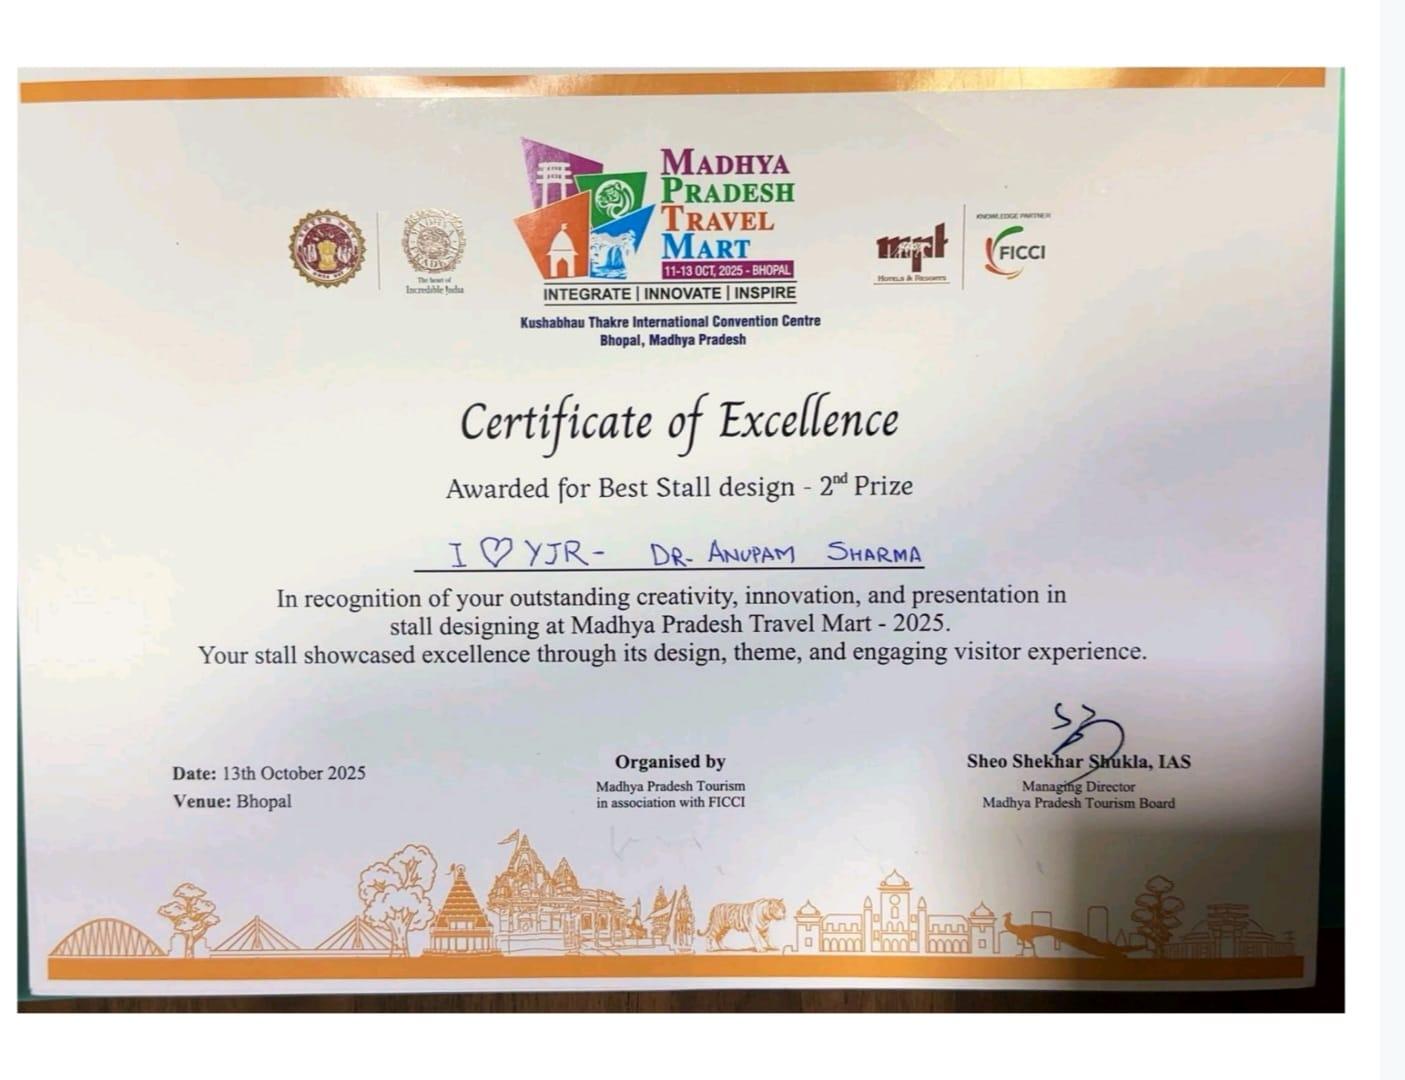 MADHYA
PRADESH
TRAVEL
MART
11-13 OCT, 2025 - BHOPAL
INTEGRATE | INNOVATE | INSPIRE
Kushabhau Thakre International Convention Centre
Bhopal, Madhya Pradesh
The heart of
Incredible India
mpt
HOTELS & RESORTS
KNOWLEDGE PARTNER
FICCI
Certificate of Excellence
Awarded for Best Stall design - 2nd Prize
I ♡ YJR - DR. ANUPAM SHARMA
In recognition of your outstanding creativity, innovation, and presentation in
stall designing at Madhya Pradesh Travel Mart - 2025.
Your stall showcased excellence through its design, theme, and engaging visitor experience.
Date: 13th October 2025
Venue: Bhopal
Organised by
Madhya Pradesh Tourism
in association with FICCI
Sheo Shekhar Shukla, IAS
Managing Director
Madhya Pradesh Tourism Board